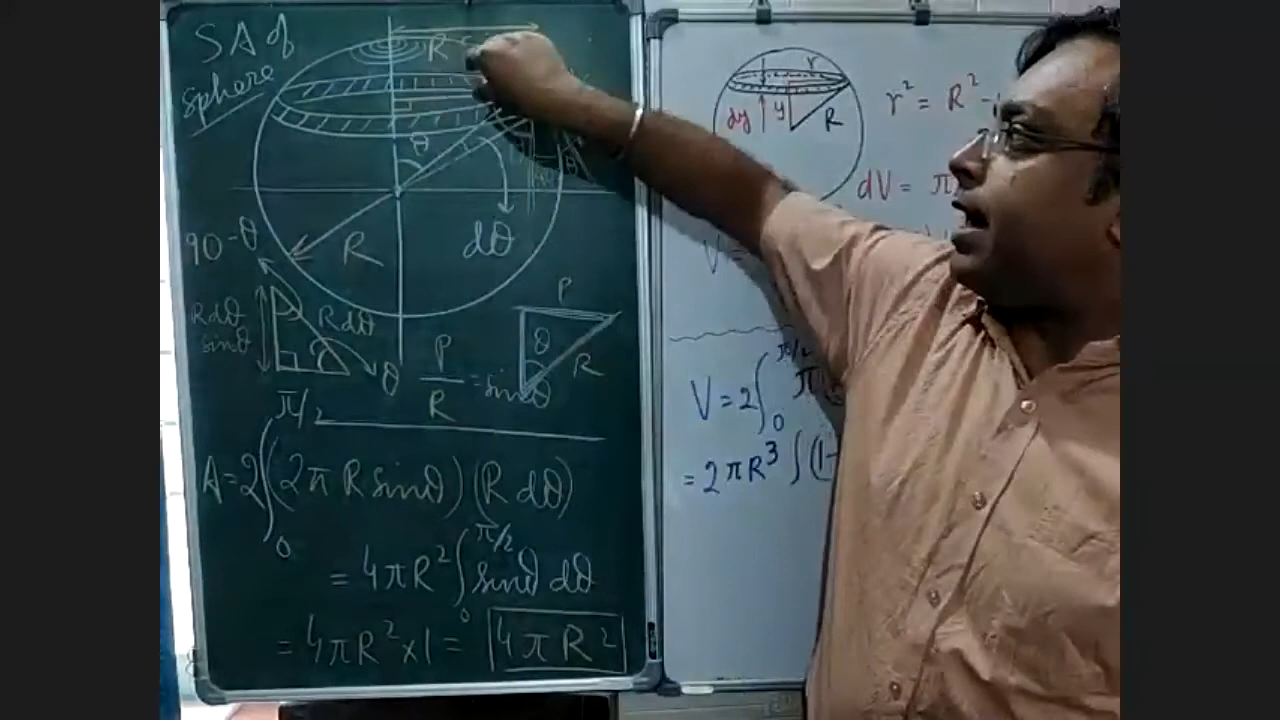 SA of
sphere
R
θ
R
dθ
90-θ
Rdθ
sinθ
Rdθ
θ
P
θ
R
P/R = sinθ
A=2∫₀^(π/2) (2πR sinθ)(R dθ)
= 4πR² ∫₀^(π/2) sinθ dθ
= 4πR² ×1 = 4πR²
r
dy
y
R
r² = R² -
dV = π
V=
V=2∫₀^(π/2) π
= 2πR³ ∫(1-